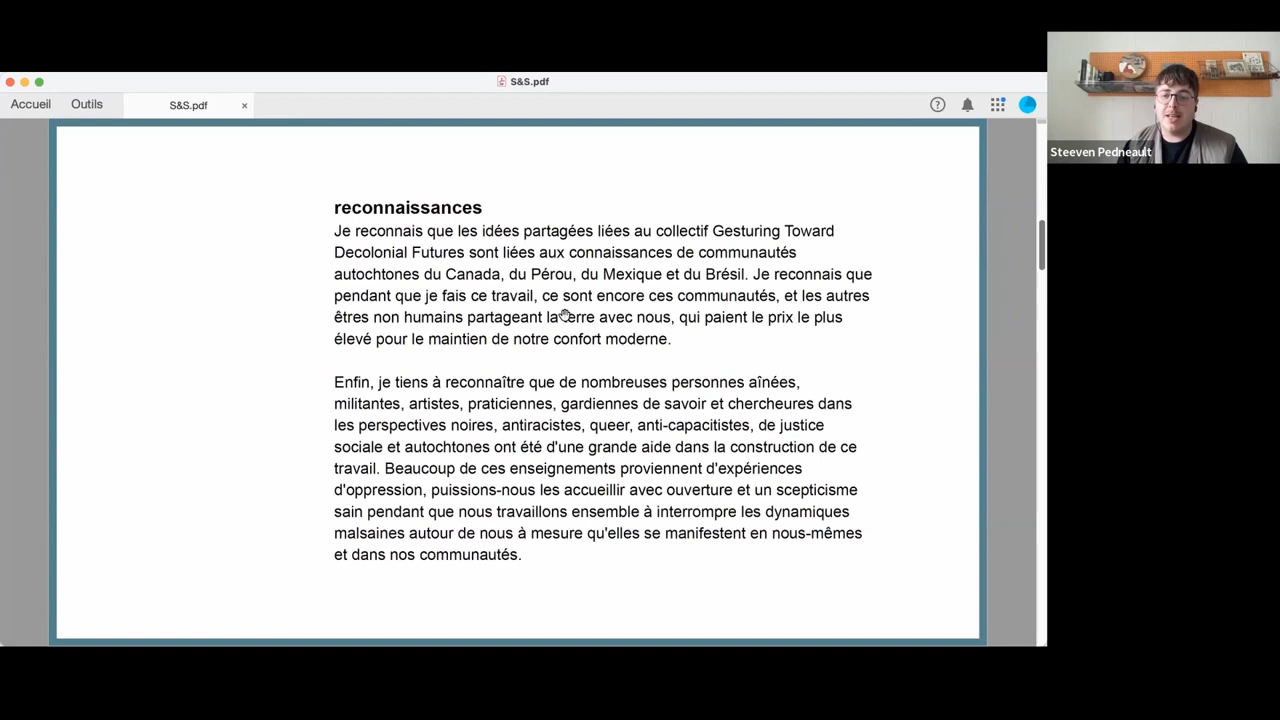 S&S.pdf
Accueil Outils S&S.pdf ×
?
Steeven Pedneault
reconnaissances
Je reconnais que les idées partagées liées au collectif Gesturing Toward
Decolonial Futures sont liées aux connaissances de communautés
autochtones du Canada, du Pérou, du Mexique et du Brésil. Je reconnais que
pendant que je fais ce travail, ce sont encore ces communautés, et les autres
êtres non humains partageant la terre avec nous, qui paient le prix le plus
élevé pour le maintien de notre confort moderne.
Enfin, je tiens à reconnaître que de nombreuses personnes aînées,
militantes, artistes, praticiennes, gardiennes de savoir et chercheures dans
les perspectives noires, antiracistes, queer, anti-capacitistes, de justice
sociale et autochtones ont été d'une grande aide dans la construction de ce
travail. Beaucoup de ces enseignements proviennent d'expériences
d'oppression, puissions-nous les accueillir avec ouverture et un scepticisme
sain pendant que nous travaillons ensemble à interrompre les dynamiques
malsaines autour de nous à mesure qu'elles se manifestent en nous-mêmes
et dans nos communautés.